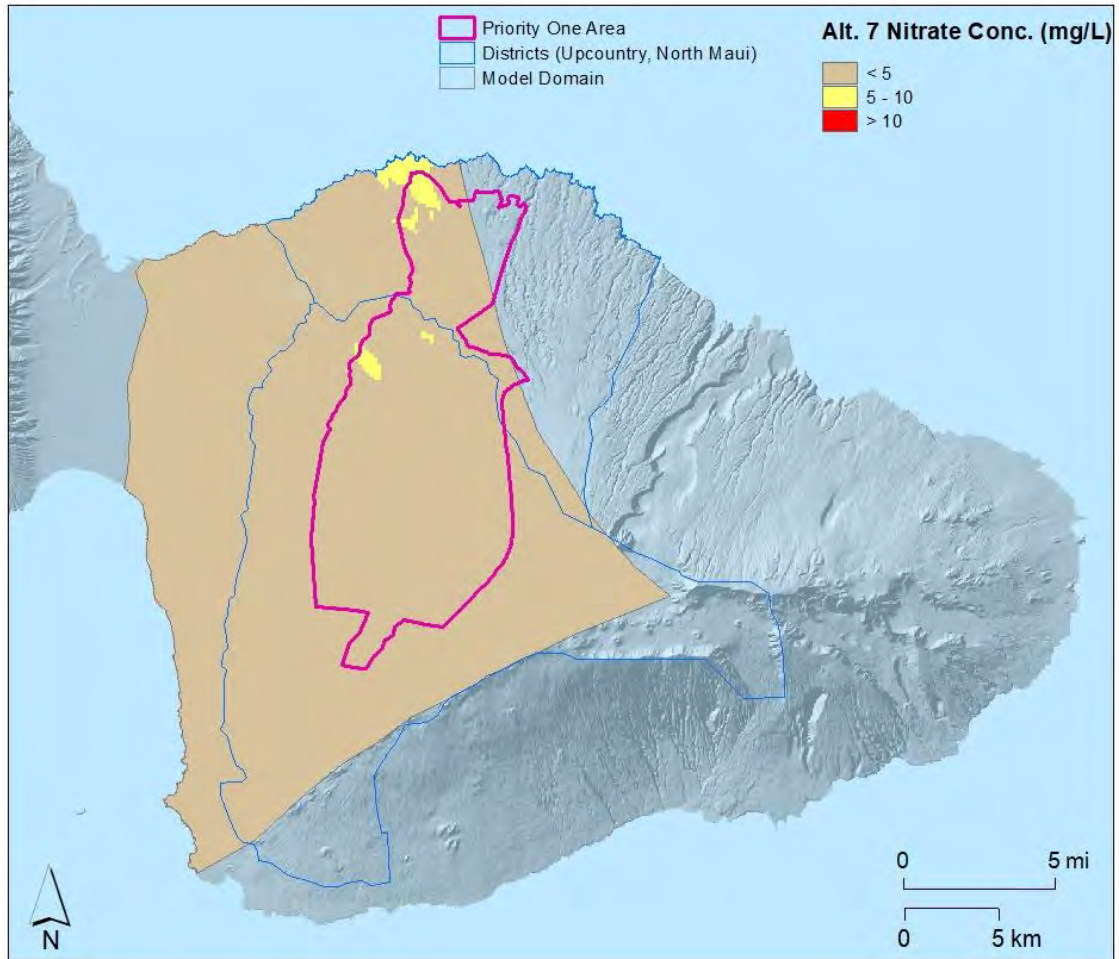 Priority One Area
Districts (Upcountry, North Maui)
Model Domain
Alt. 7 Nitrate Conc. (mg/L)
< 5
5 - 10
> 10
0 5 mi
0 5 km
N